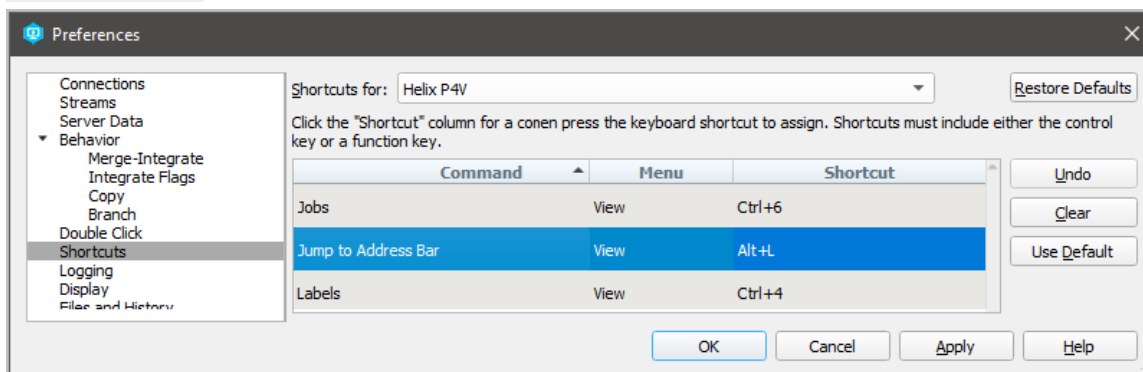 Preferences
Connections
Streams
Server Data
Behavior
Merge-Integrate
Integrate Flags
Copy
Branch
Double Click
Shortcuts
Logging
Display
Files and History
Shortcuts for: Helix P4V
Restore Defaults
Click the "Shortcut" column for a conen press the keyboard shortcut to assign. Shortcuts must include either the control
key or a function key.
Command Menu Shortcut
Jobs View Ctrl+6
Jump to Address Bar View Alt+L
Labels View Ctrl+4
Undo
Clear
Use Default
OK Cancel Apply Help